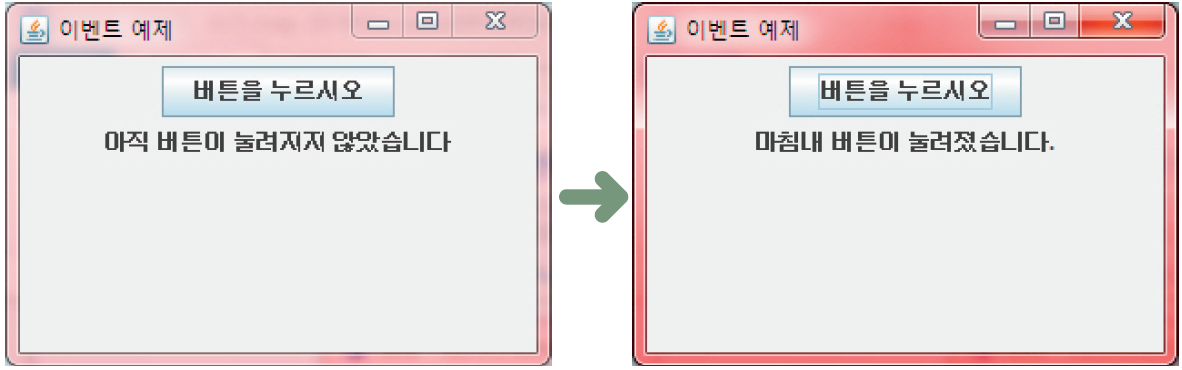 이벤트 예제
버튼을 누르시오
아직 버튼이 눌려지지 않았습니다
이벤트 예제
버튼을 누르시오
마침내 버튼이 눌려졌습니다.